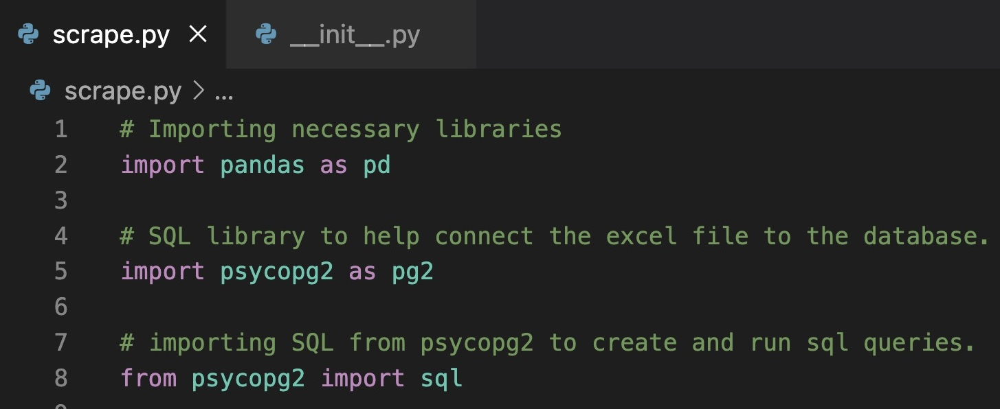 scrape.py × __init__.py
scrape.py > ...
1 # Importing necessary libraries
2 import pandas as pd
3
4 # SQL library to help connect the excel file to the database.
5 import psycopg2 as pg2
6
7 # importing SQL from psycopg2 to create and run sql queries.
8 from psycopg2 import sql